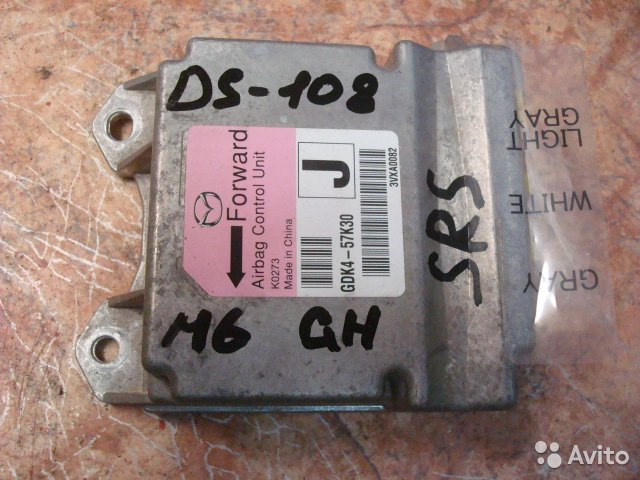 DS-108
Forward
Airbag Control Unit
K0273
Made in China
J
GDK4-57K30
3UXA0082
M6 GH
SRS
LIGHT
GRAY
WHITE
GRAY
Avito